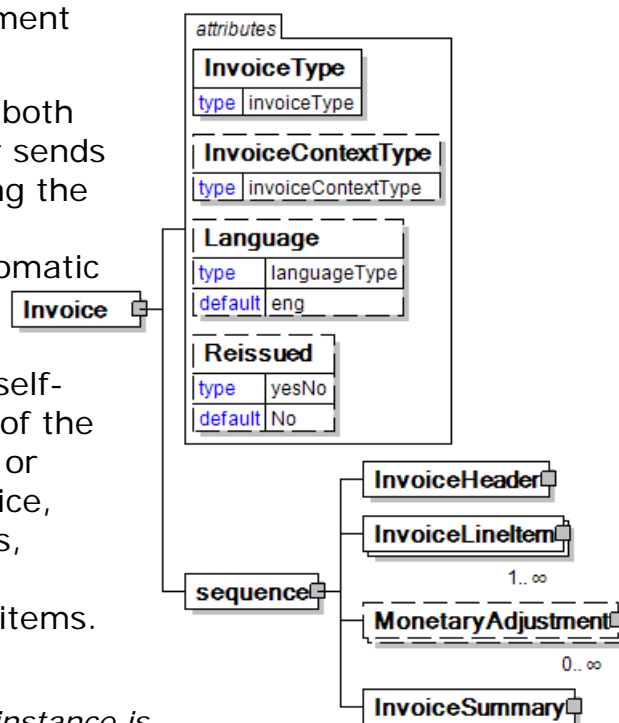 ment
both
sends
ng the
omatic
self-
of the
or
ice,
s,
items.
instance is
attributes
InvoiceType
type invoiceType
InvoiceContextType
type invoiceContextType
Language
type languageType
default eng
Reissued
type yesNo
default No
Invoice
sequence
InvoiceHeader
InvoiceLineItem
1.. ∞
MonetaryAdjustment
0.. ∞
InvoiceSummary